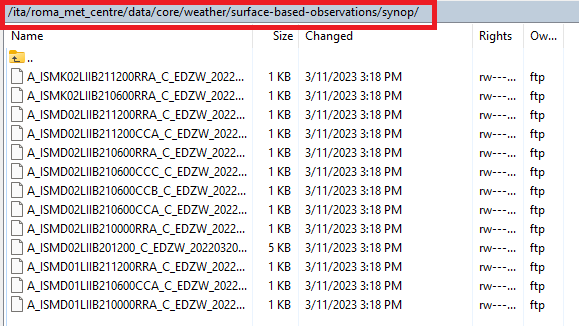 /ita/roma_met_centre/data/core/weather/surface-based-observations/synop/
Name Size Changed Rights Ow...
..
A_ISMK02LIIB211200RRA_C_EDZW_2022... 1 KB 3/11/2023 3:18 PM rw---... ftp
A_ISMK02LIIB210600RRA_C_EDZW_2022... 1 KB 3/11/2023 3:18 PM rw---... ftp
A_ISMD02LIIB211200RRA_C_EDZW_2022... 1 KB 3/11/2023 3:18 PM rw---... ftp
A_ISMD02LIIB211200CCA_C_EDZW_2022... 1 KB 3/11/2023 3:18 PM rw---... ftp
A_ISMD02LIIB210600RRA_C_EDZW_2022... 1 KB 3/11/2023 3:18 PM rw---... ftp
A_ISMD02LIIB210600CCC_C_EDZW_2022... 1 KB 3/11/2023 3:18 PM rw---... ftp
A_ISMD02LIIB210600CCB_C_EDZW_2022... 1 KB 3/11/2023 3:18 PM rw---... ftp
A_ISMD02LIIB210600CCA_C_EDZW_2022... 1 KB 3/11/2023 3:18 PM rw---... ftp
A_ISMD02LIIB210000RRA_C_EDZW_2022... 1 KB 3/11/2023 3:18 PM rw---... ftp
A_ISMD02LIIB201200_C_EDZW_20220320... 5 KB 3/11/2023 3:18 PM rw---... ftp
A_ISMD01LIIB211200RRA_C_EDZW_2022... 1 KB 3/11/2023 3:18 PM rw---... ftp
A_ISMD01LIIB210600CCA_C_EDZW_2022... 1 KB 3/11/2023 3:18 PM rw---... ftp
A_ISMD01LIIB210000RRA_C_EDZW_2022... 1 KB 3/11/2023 3:18 PM rw---... ftp